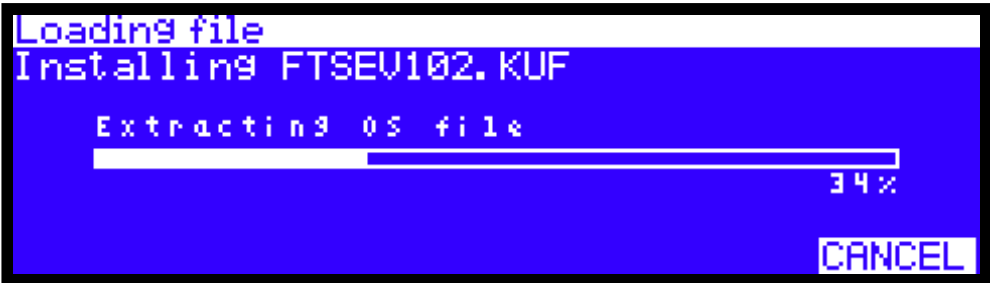 Loading file
Installing FTSEV102.KUF
Extracting OS file
34%
CANCEL